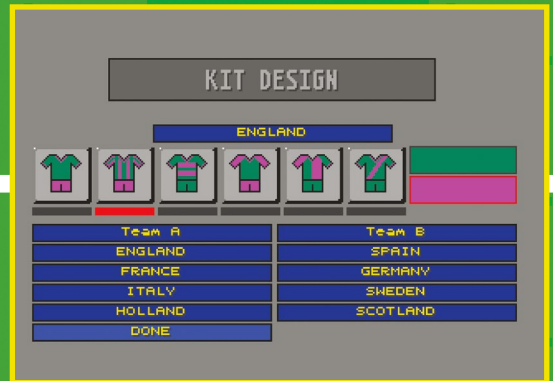 KIT DESIGN
ENGLAND
Team A
Team B
ENGLAND
SPAIN
FRANCE
GERMANY
ITALY
SWEDEN
HOLLAND
SCOTLAND
DONE